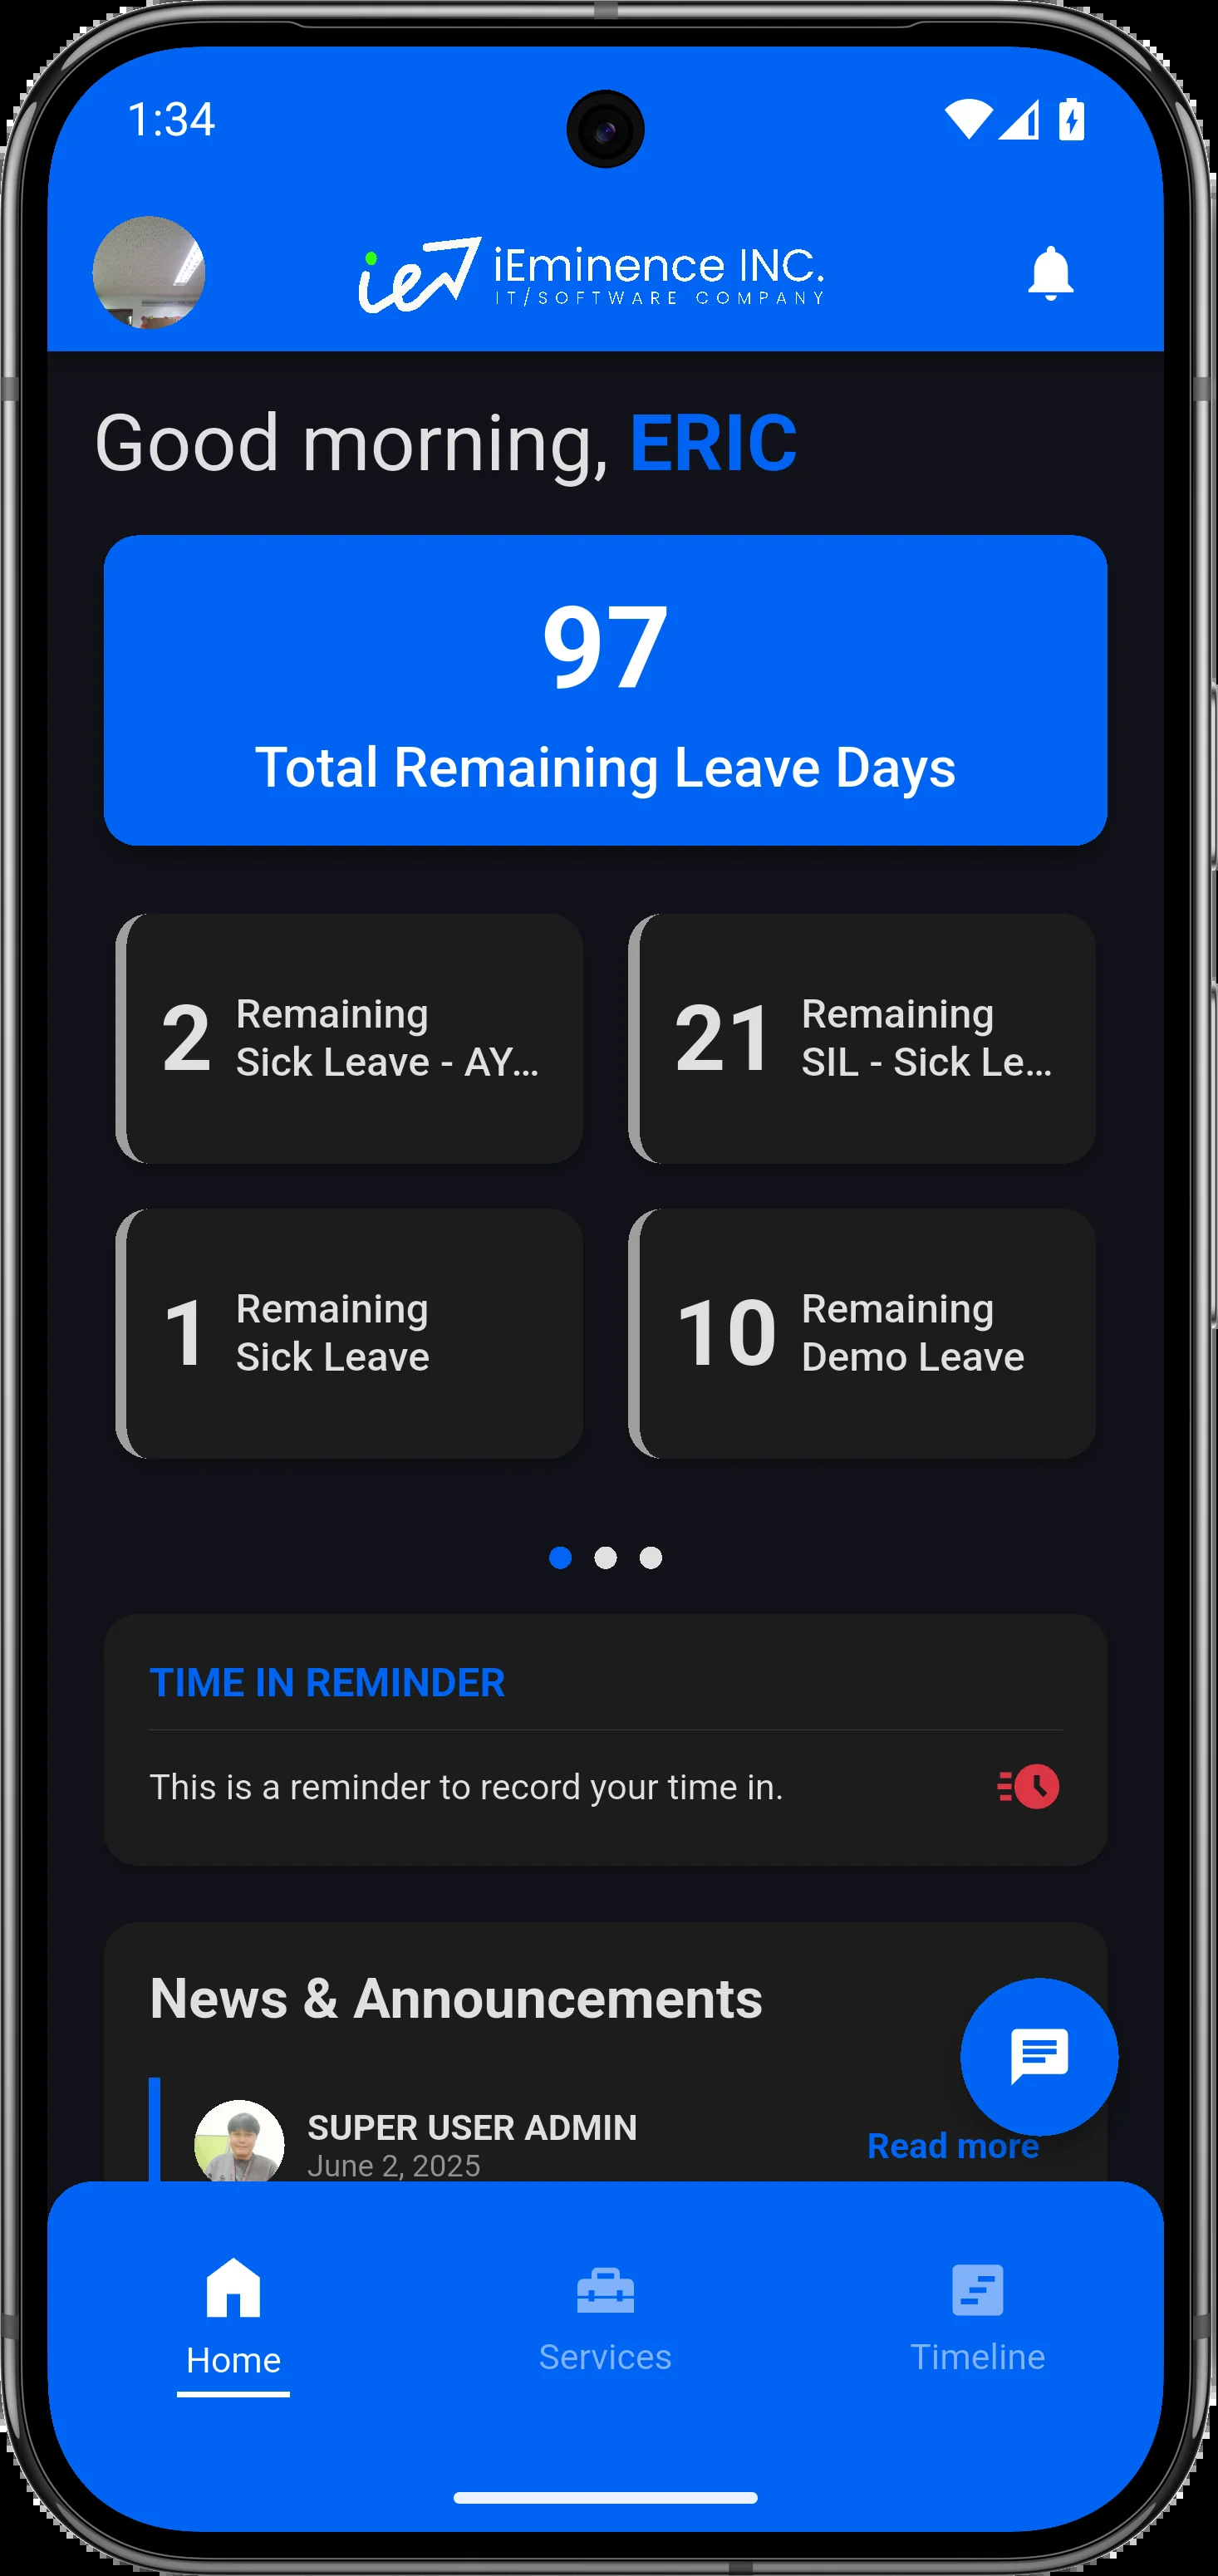 1:34
iEminence INC.
IT/SOFTWARE COMPANY
Good morning, ERIC
97
Total Remaining Leave Days
2 Remaining
Sick Leave - AY...
21 Remaining
SIL - Sick Le...
1 Remaining
Sick Leave
10 Remaining
Demo Leave
TIME IN REMINDER
This is a reminder to record your time in.
News & Announcements
SUPER USER ADMIN
June 2, 2025
Read more
Home
Services
Timeline